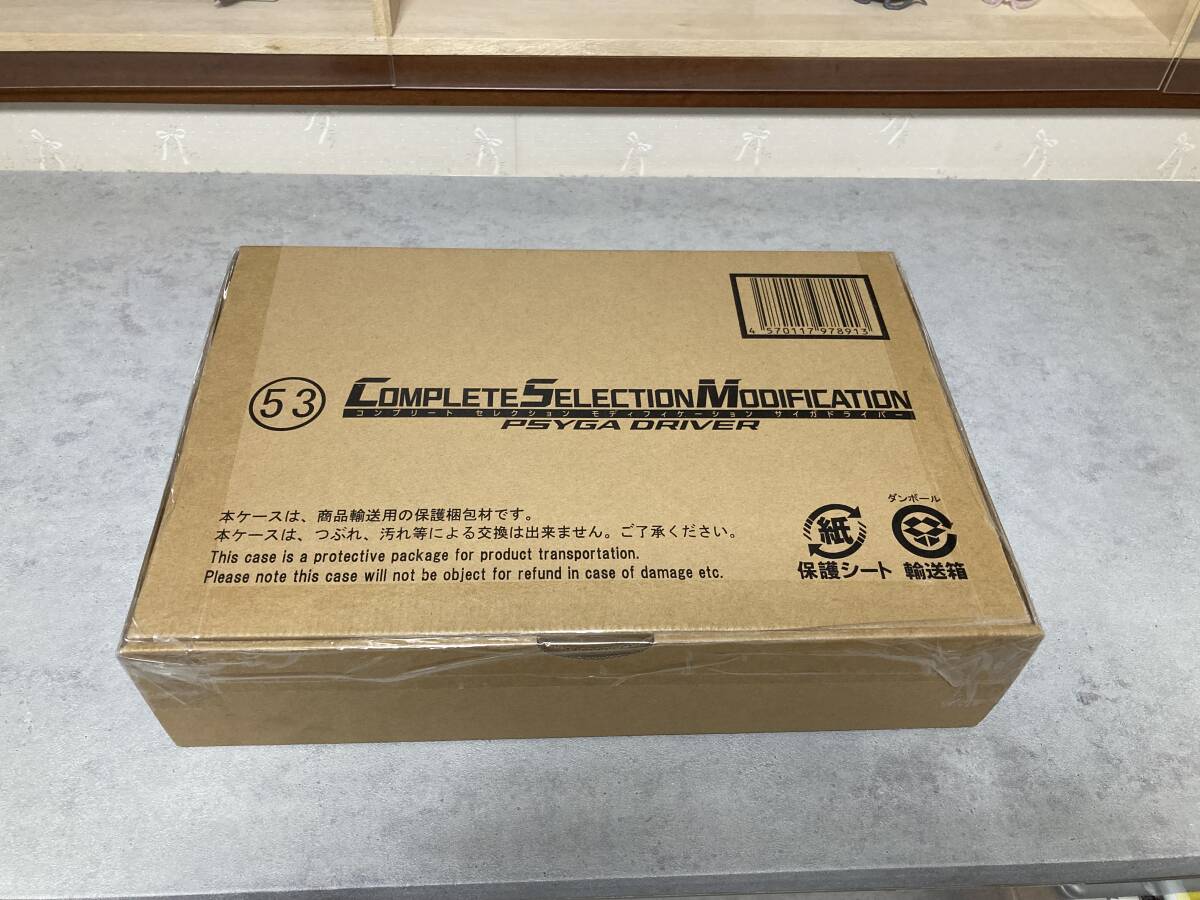 4 570117 978913
53 COMPLETE SELECTION MODIFICATION
コンプリート セレクション モディフィケーション サイガドライバー
PSYGA DRIVER
本ケースは、商品輸送用の保護梱包材です。
本ケースは、つぶれ、汚れ等による交換は出来ません。ご了承ください。
This case is a protective package for product transportation.
Please note this case will not be object for refund in case of damage etc.
ダンボール
紙
保護シート 輸送箱